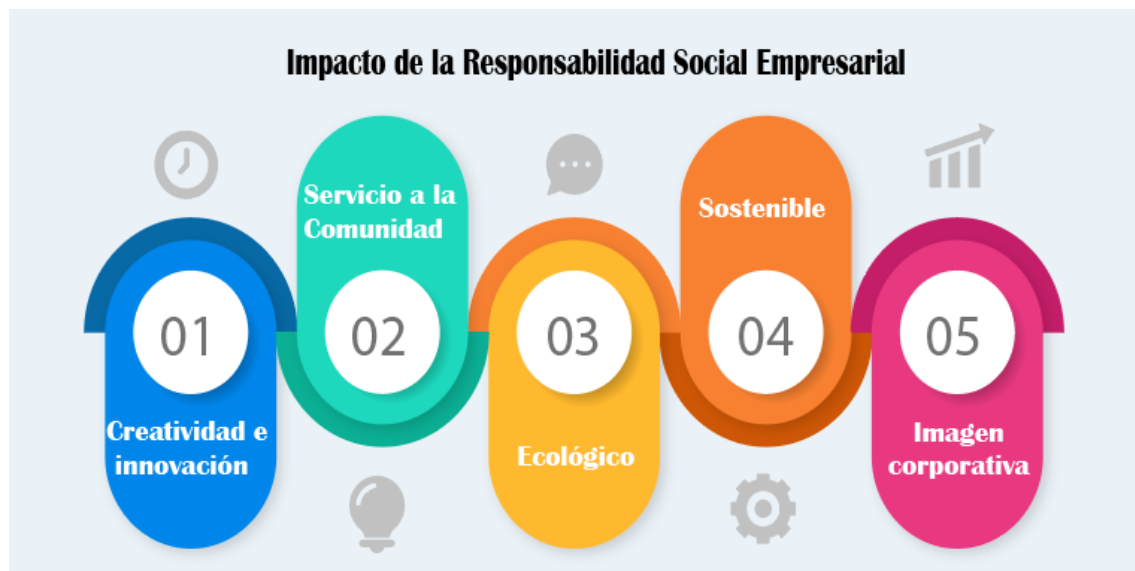 Impacto de la Responsabilidad Social Empresarial
01
Creatividad e
innovación
Servicio a la
Comunidad
02
03
Ecológico
Sostenible
04
05
Imagen
corporativa